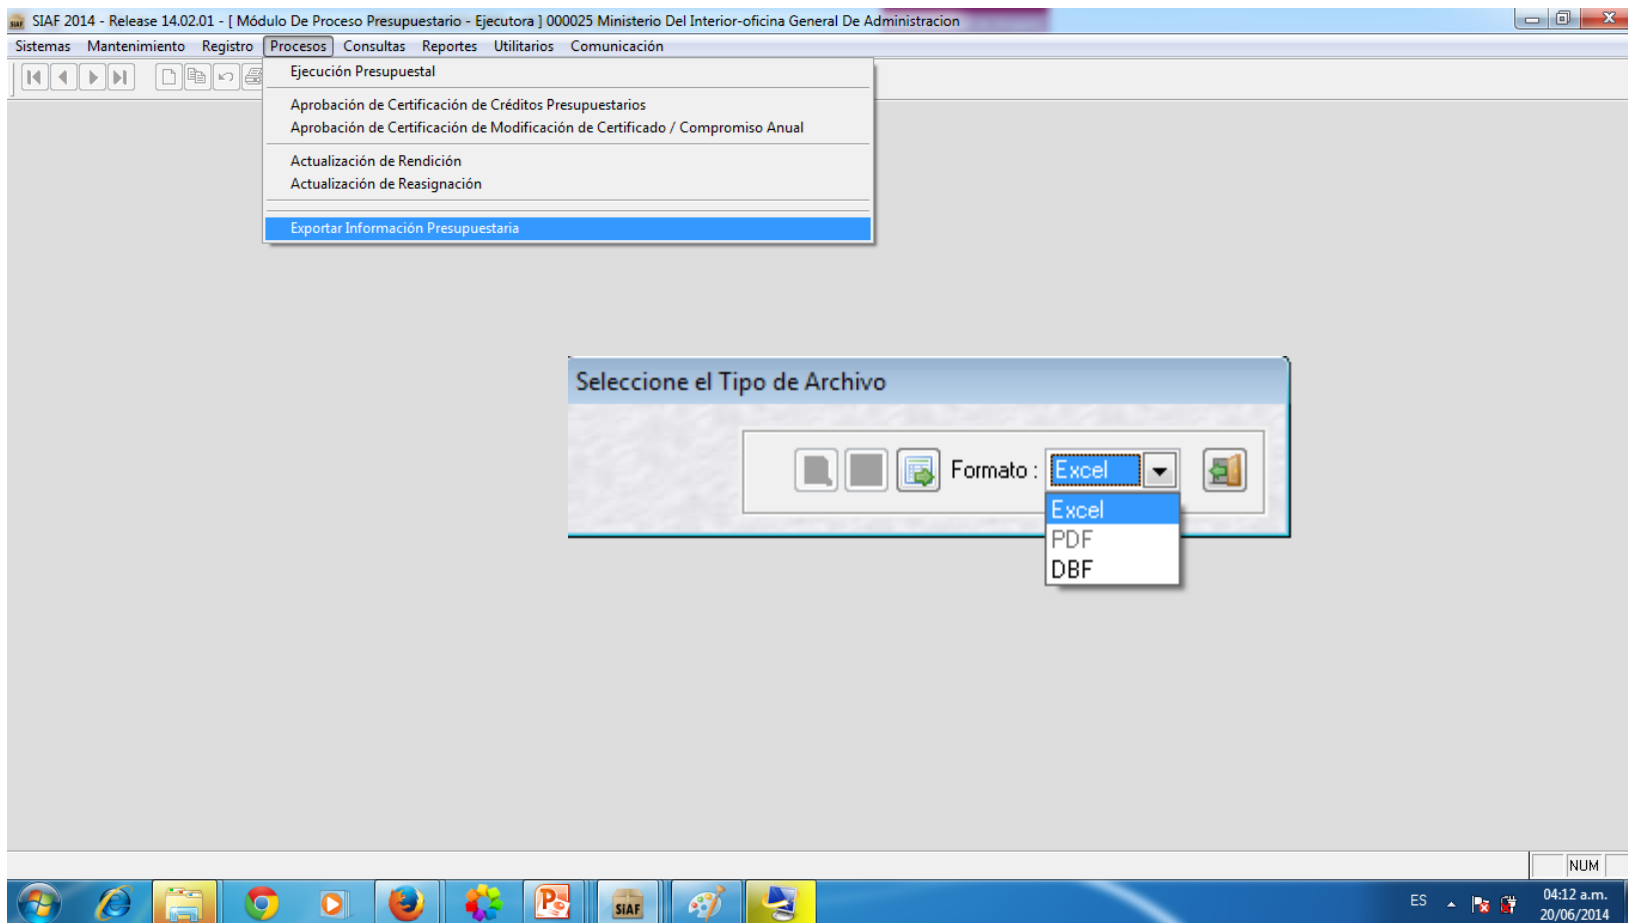 SIAF SIAF 2014 - Release 14.02.01 - [ Módulo De Proceso Presupuestario - Ejecutora ] 000025 Ministerio Del Interior-oficina General De Administracion
Sistemas Mantenimiento Registro Procesos Consultas Reportes Utilitarios Comunicación
Ejecución Presupuestal
Aprobación de Certificación de Créditos Presupuestarios
Aprobación de Certificación de Modificación de Certificado / Compromiso Anual
Actualización de Rendición
Actualización de Reasignación
Exportar Información Presupuestaria
Seleccione el Tipo de Archivo
Formato : Excel
Excel
PDF
DBF
NUM
SIAF
ES
04:12 a.m.
20/06/2014